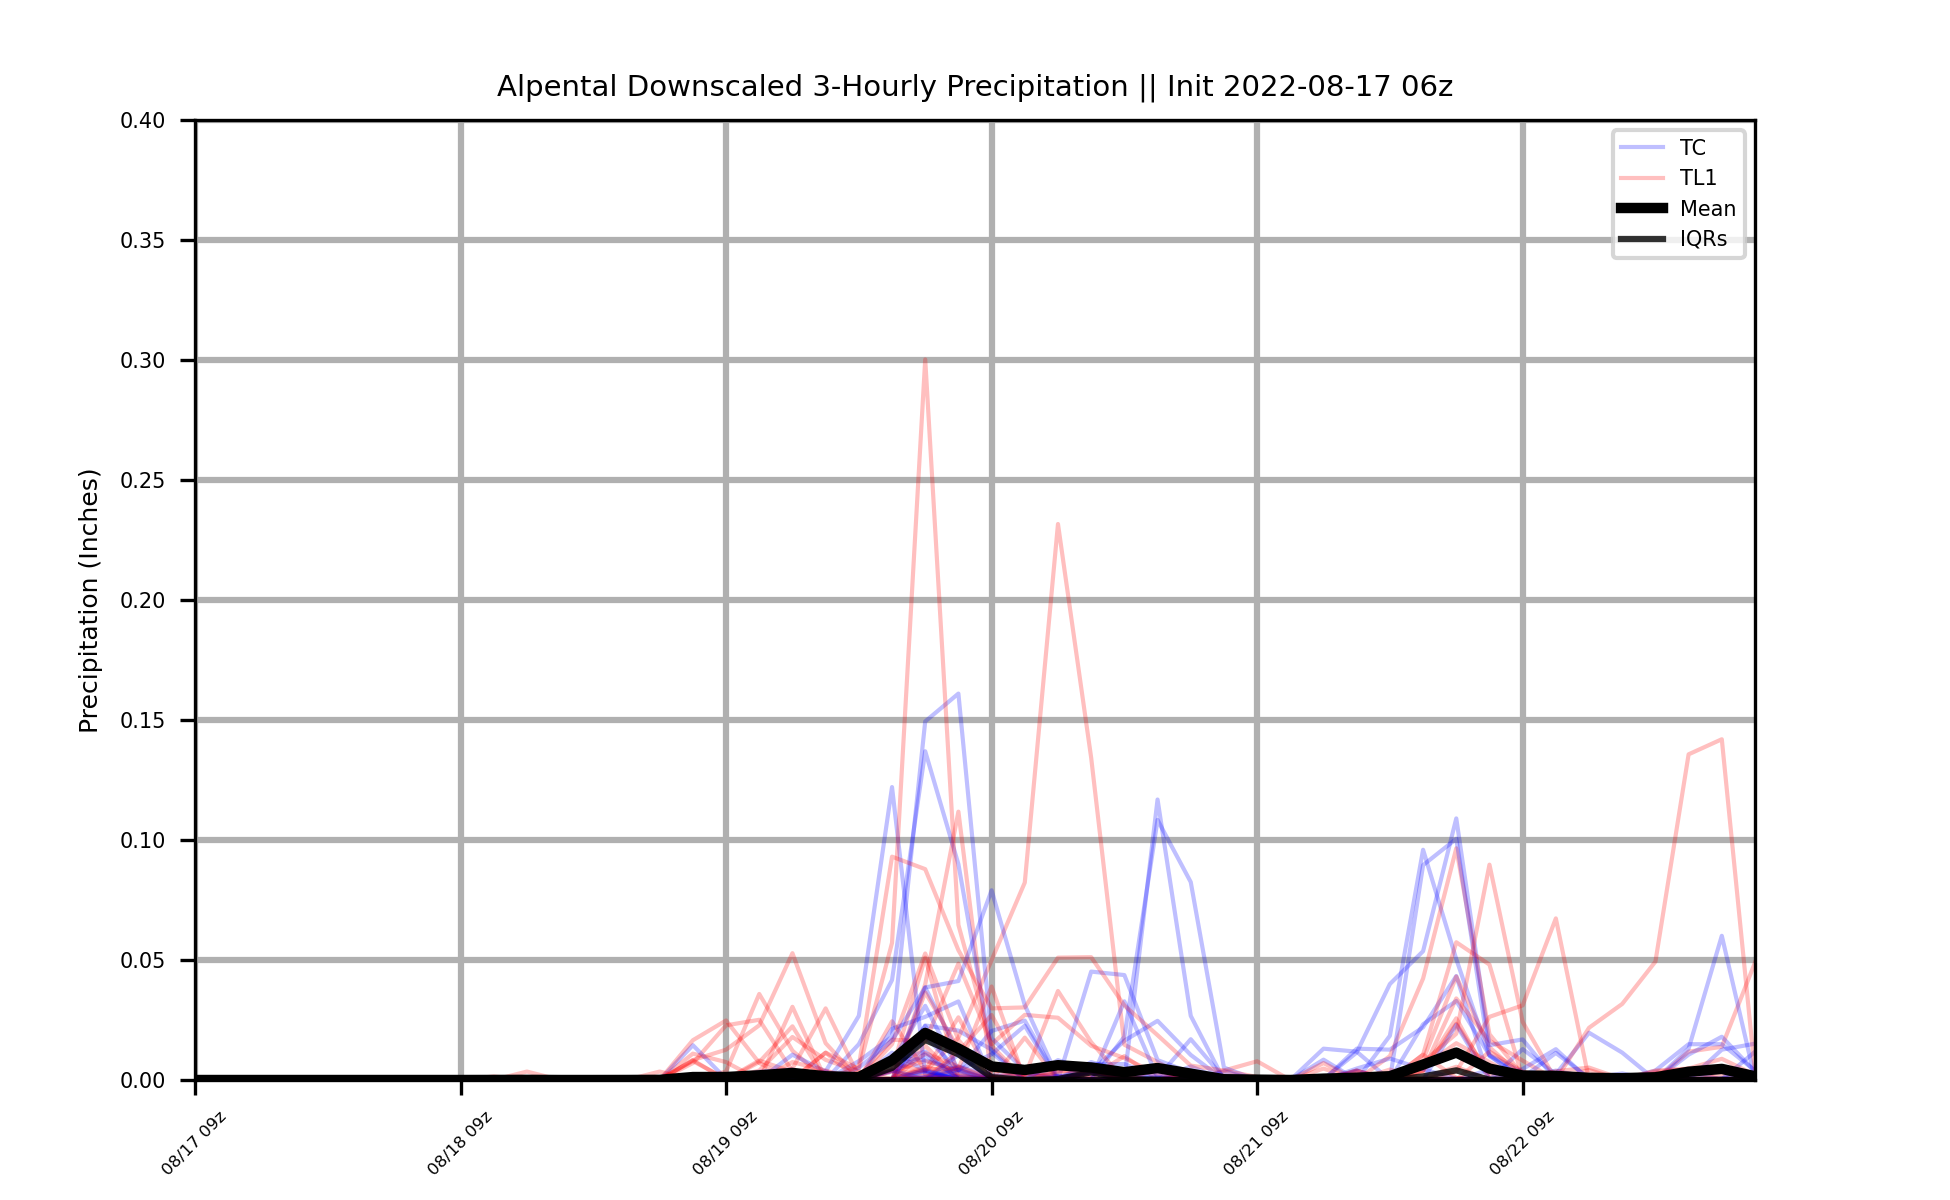 Alpental Downscaled 3-Hourly Precipitation || Init 2022-08-17 06z
TC
TL1
Mean
IQRs
Precipitation (Inches)
0.40
0.35
0.30
0.25
0.20
0.15
0.10
0.05
0.00
08/17 09z
08/18 09z
08/19 09z
08/20 09z
08/21 09z
08/22 09z